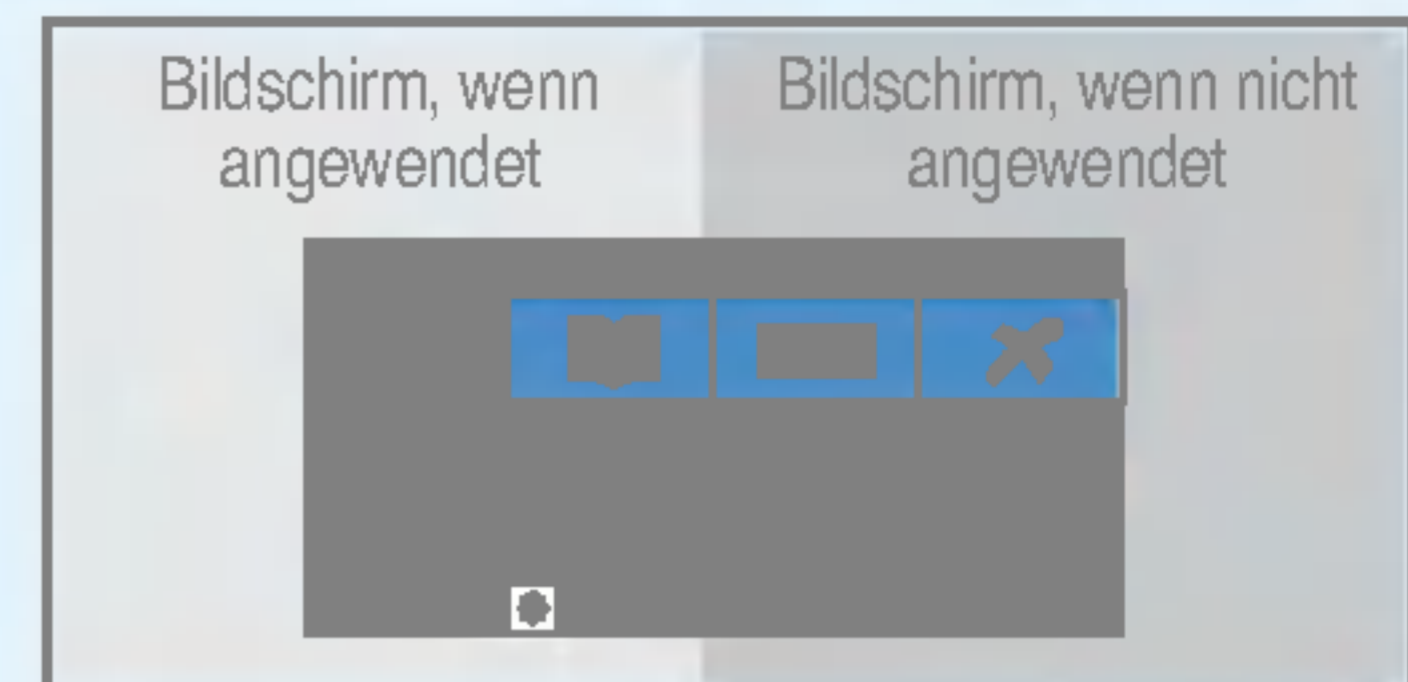 Bildschirm, wenn
angewendet
Bildschirm, wenn nicht
angewendet